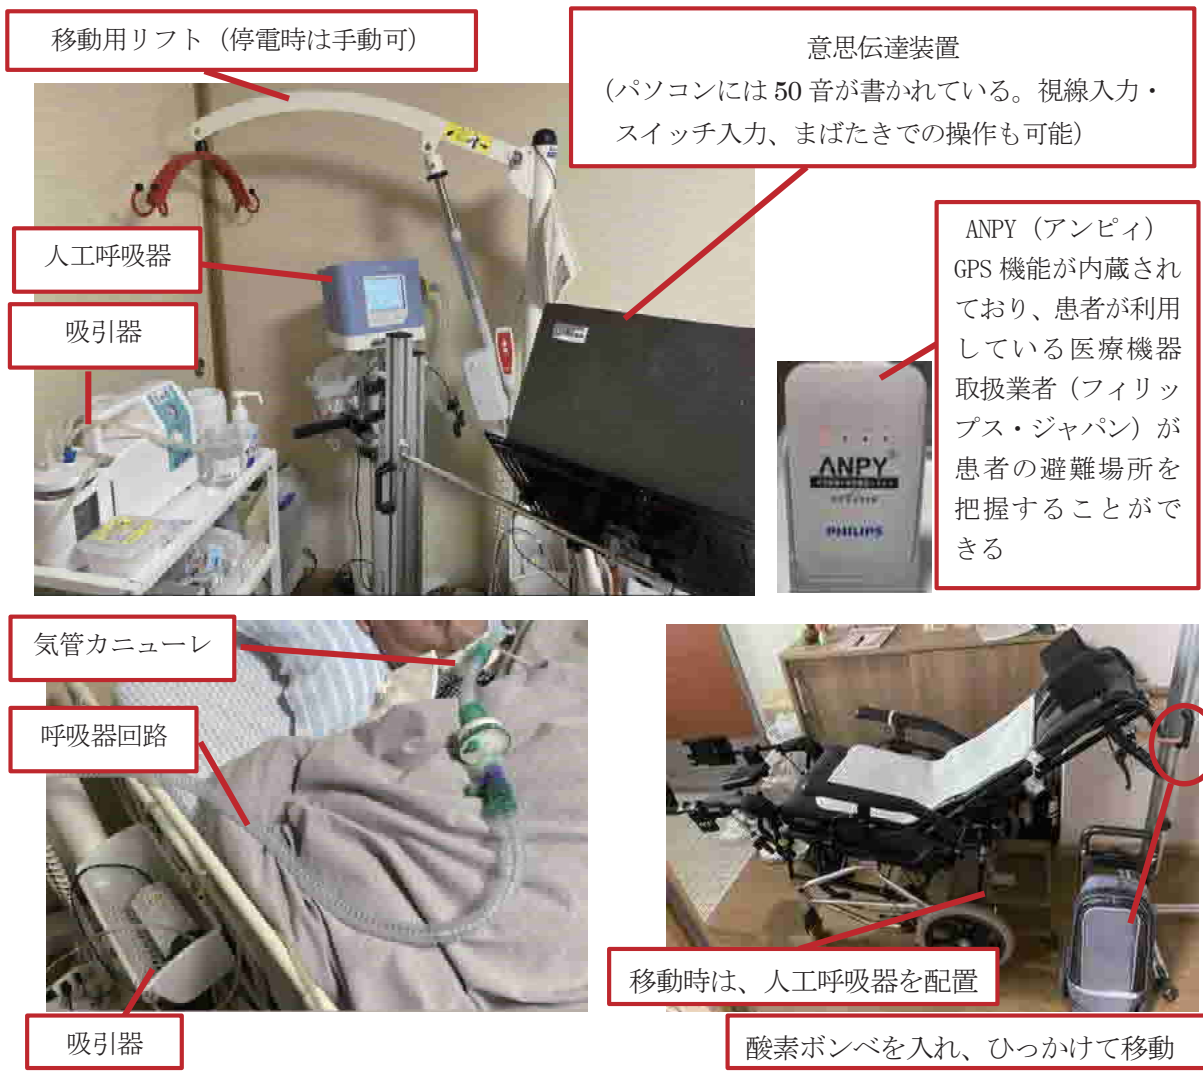 移動用リフト（停電時は手動可）
意思伝達装置
（パソコンには 50 音が書かれている。視線入力・
スイッチ入力、まばたきでの操作も可能）
人工呼吸器
吸引器
ANPY（アンピィ）
GPS 機能が内蔵され
ており、患者が利用
している医療機器
取扱業者（フィリッ
プス・ジャパン）が
患者の避難場所を
把握することがで
きる
ANPY
PHILIPS
気管カニューレ
呼吸器回路
吸引器
移動時は、人工呼吸器を配置
酸素ボンベを入れ、ひっかけて移動